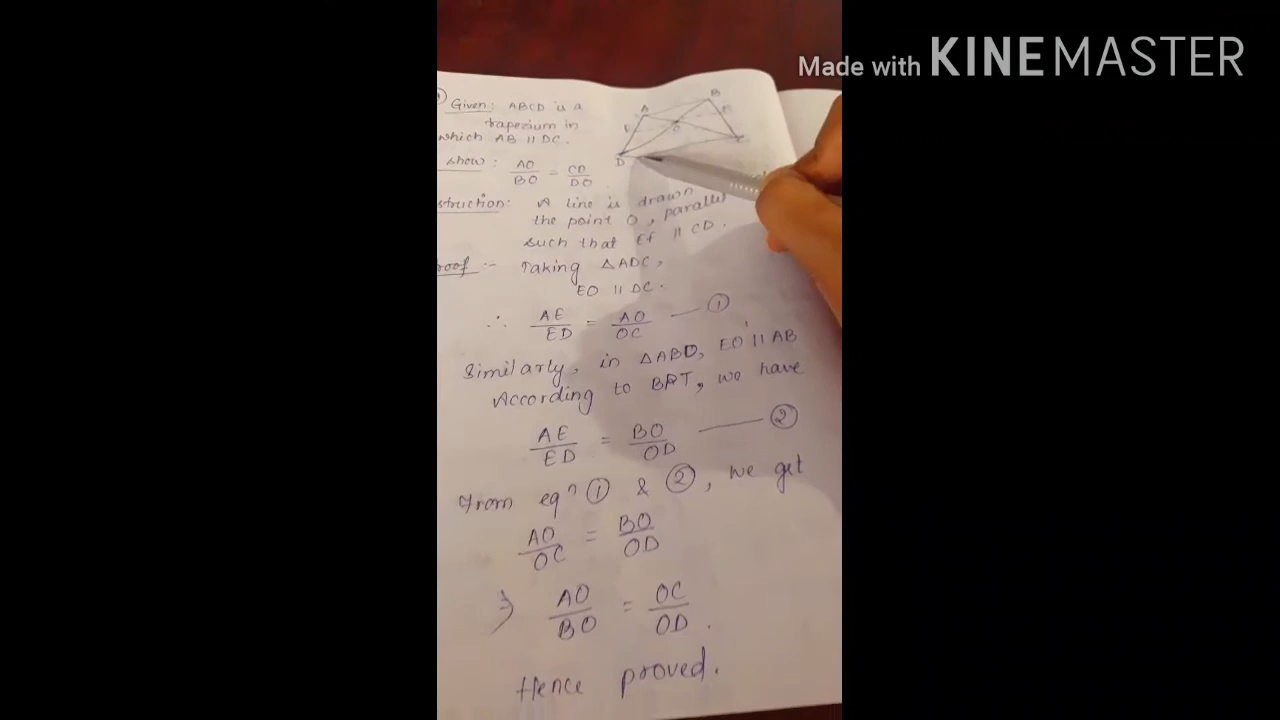 Made with KINEMASTER
Given: ABCD is a
trapezium in
which AB || DC.
show: AO/BO = CO/DO
struction: A line is drawn
the point O, parallel
such that EF || CD.
roof :- Taking △ADC,
EO || DC.
∴ AE/ED = AO/OC — ①
Similarly, in △ABD, EO || AB
According to BPT, we have
AE/ED = BO/OD — ②
From eqⁿ ① & ②, we get
AO/OC = BO/OD
⇒ AO/BO = OC/OD.
Hence proved.
A
B
E
F
O
D